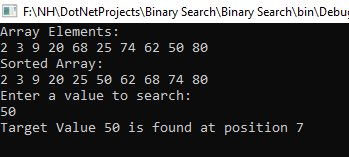 F:\NH\DotNetProjects\Binary Search\Binary Search\bin\Debug
Array Elements:
2 3 9 20 68 25 74 62 50 80
Sorted Array:
2 3 9 20 25 50 62 68 74 80
Enter a value to search:
50
Target Value 50 is found at position 7